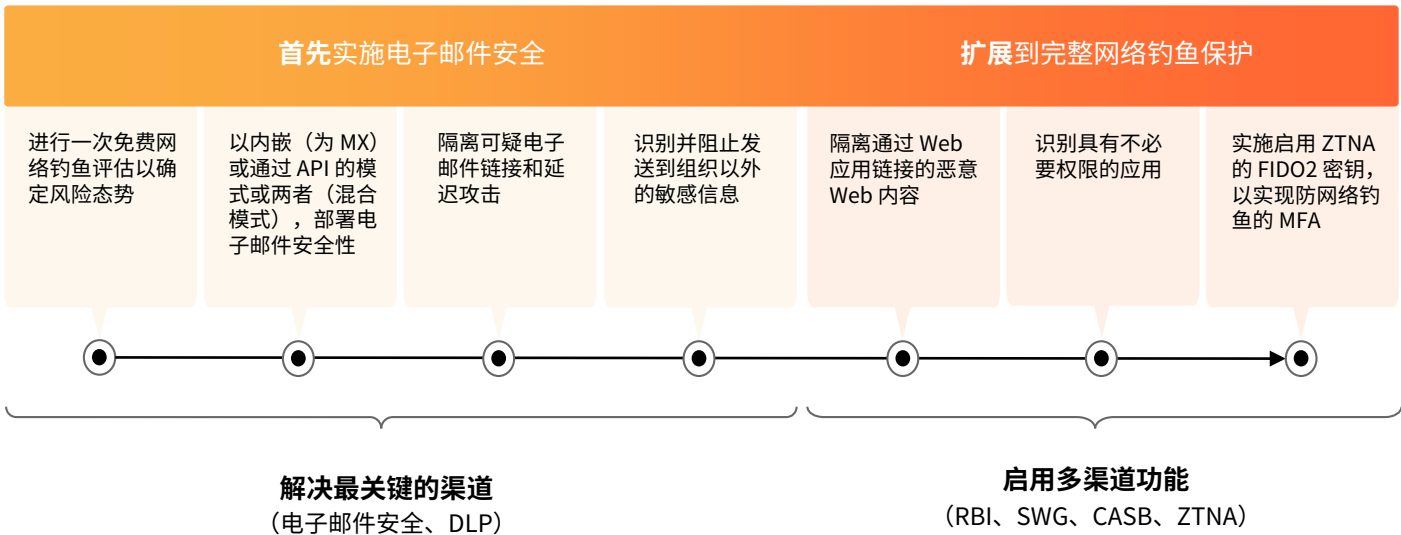 首先实施电子邮件安全
扩展到完整网络钓鱼保护
进行一次免费网
络钓鱼评估以确
定风险态势
以内嵌（为 MX）
或通过 API 的模
式或两者（混合
模式），部署电
子邮件安全性
隔离可疑电子
邮件链接和延
迟攻击
识别并阻止发
送到组织以外
的敏感信息
隔离通过 Web
应用链接的恶意
Web 内容
识别具有不必
要权限的应用
实施启用 ZTNA
的 FIDO2 密钥，
以实现防网络钓
鱼的 MFA
解决最关键的渠道
（电子邮件安全、DLP）
启用多渠道功能
（RBI、SWG、CASB、ZTNA）